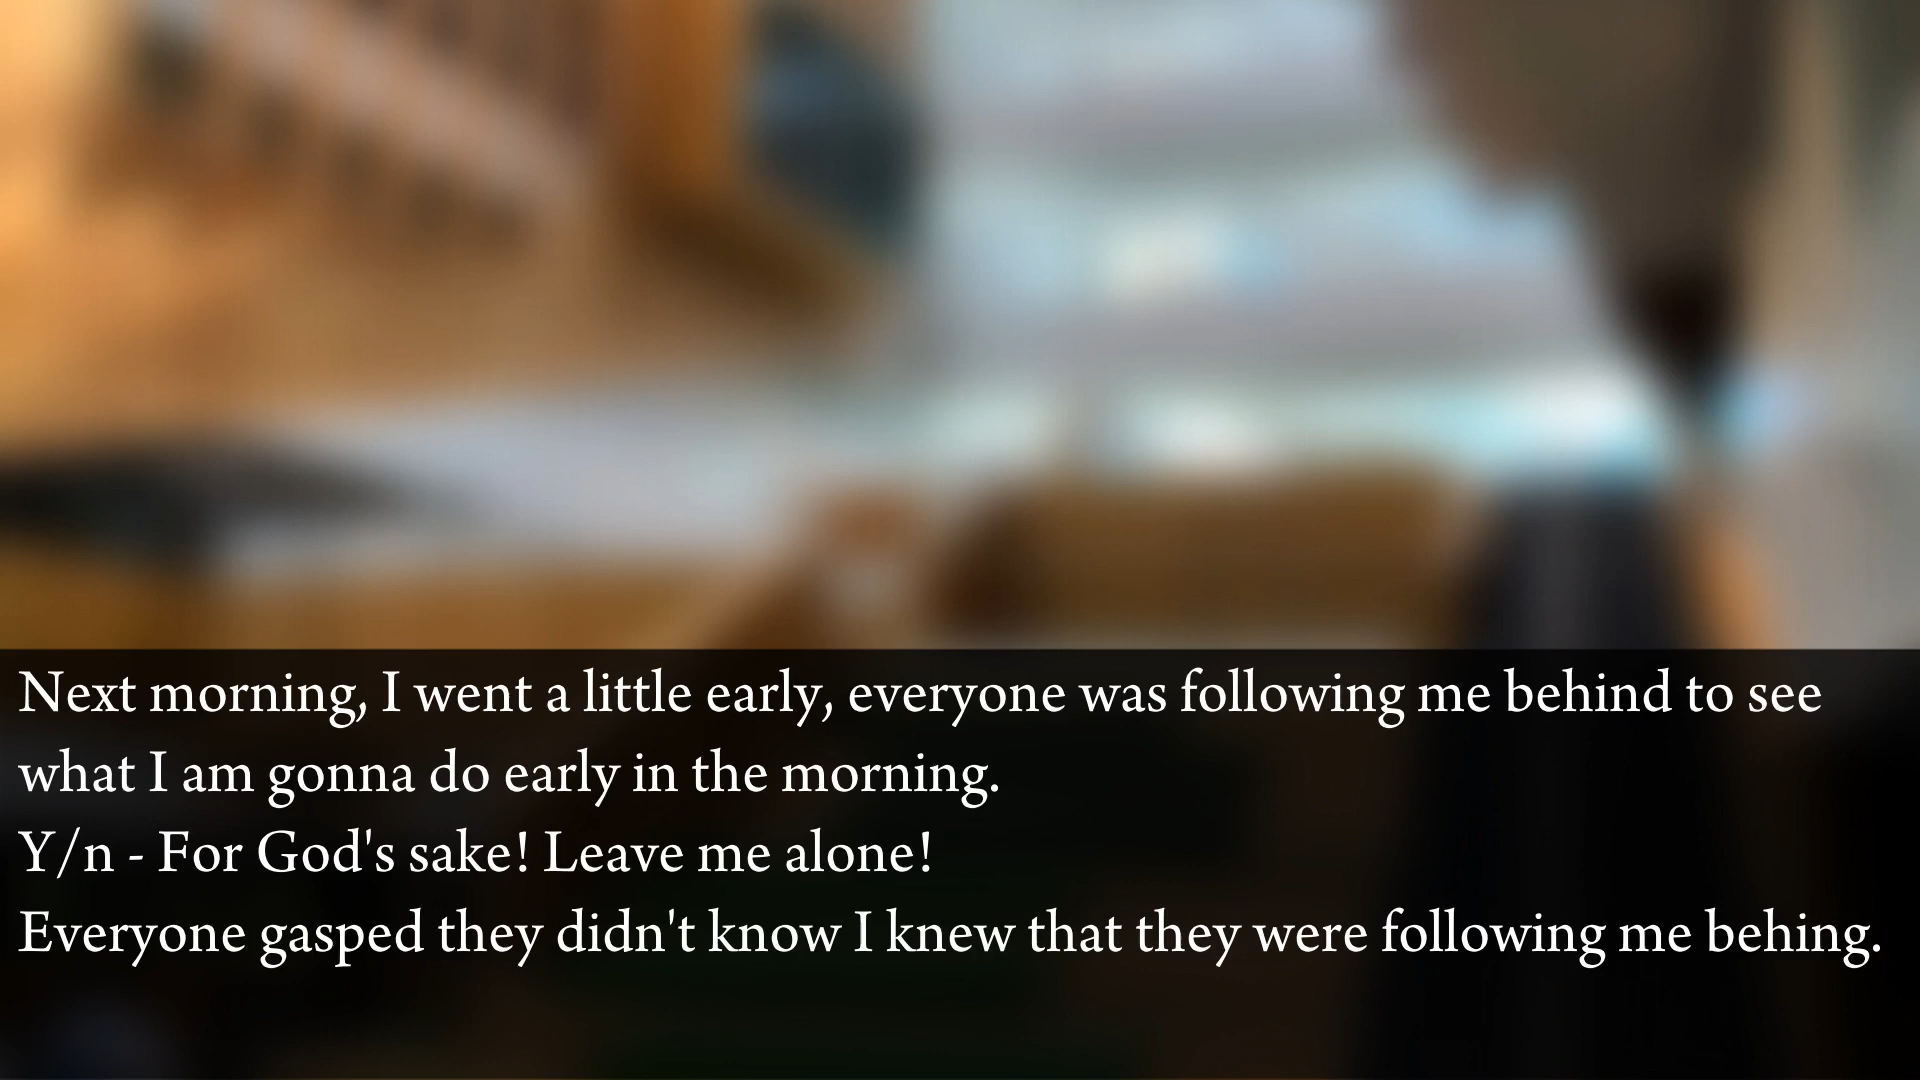 Next morning, I went a little early, everyone was following me behind to see
what I am gonna do early in the morning.
Y/n - For God's sake! Leave me alone!
Everyone gasped they didn't know I knew that they were following me behing.